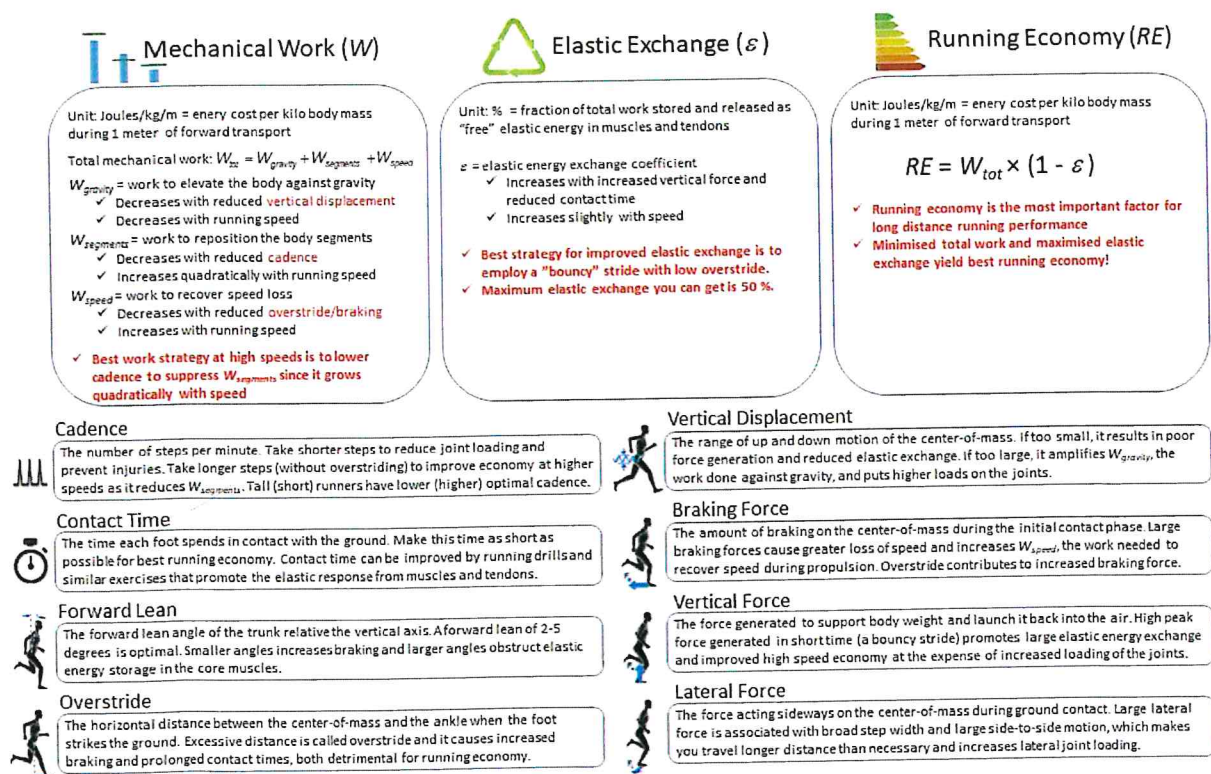 Mechanical Work (W)
Unit: Joules/kg/m = enery cost per kilo body mass
during 1 meter of forward transport
Total mechanical work: W_tot = W_gravity + W_segments + W_speed
W_gravity = work to elevate the body against gravity
✓ Decreases with reduced vertical displacement
✓ Decreases with running speed
W_segments = work to reposition the body segments
✓ Decreases with reduced cadence
✓ Increases quadratically with running speed
W_speed = work to recover speed loss
✓ Decreases with reduced overstride/braking
✓ Increases with running speed
✓ Best work strategy at high speeds is to lower
cadence to suppress W_segments since it grows
quadratically with speed
Elastic Exchange (ε)
Unit: % = fraction of total work stored and released as
"free" elastic energy in muscles and tendons
ε = elastic energy exchange coefficient
✓ Increases with increased vertical force and
reduced contact time
✓ Increases slightly with speed
✓ Best strategy for improved elastic exchange is to
employ a "bouncy" stride with low overstride.
✓ Maximum elastic exchange you can get is 50 %.
Running Economy (RE)
Unit: Joules/kg/m = enery cost per kilo body mass
during 1 meter of forward transport
RE = W_tot × (1 - ε)
✓ Running economy is the most important factor for
long distance running performance
✓ Minimised total work and maximised elastic
exchange yield best running economy!
Cadence
The number of steps per minute. Take shorter steps to reduce joint loading and
prevent injuries. Take longer steps (without overstriding) to improve economy at higher
speeds as it reduces W_segments. Tall (short) runners have lower (higher) optimal cadence.
Contact Time
The time each foot spends in contact with the ground. Make this time as short as
possible for best running economy. Contact time can be improved by running drills and
similar exercises that promote the elastic response from muscles and tendons.
Forward Lean
The forward lean angle of the trunk relative the vertical axis. A forward lean of 2-5
degrees is optimal. Smaller angles increases braking and larger angles obstruct elastic
energy storage in the core muscles.
Overstride
The horizontal distance between the center-of-mass and the ankle when the foot
strikes the ground. Excessive distance is called overstride and it causes increased
braking and prolonged contact times, both detrimental for running economy.
Vertical Displacement
The range of up and down motion of the center-of-mass. If too small, it results in poor
force generation and reduced elastic exchange. If too large, it amplifies W_gravity, the
work done against gravity, and puts higher loads on the joints.
Braking Force
The amount of braking on the center-of-mass during the initial contact phase. Large
braking forces cause greater loss of speed and increases W_speed, the work needed to
recover speed during propulsion. Overstride contributes to increased braking force.
Vertical Force
The force generated to support body weight and launch it back into the air. High peak
force generated in short time (a bouncy stride) promotes large elastic energy exchange
and improved high speed economy at the expense of increased loading of the joints.
Lateral Force
The force acting sideways on the center-of-mass during ground contact. Large lateral
force is associated with broad step width and large side-to-side motion, which makes
you travel longer distance than necessary and increases lateral joint loading.